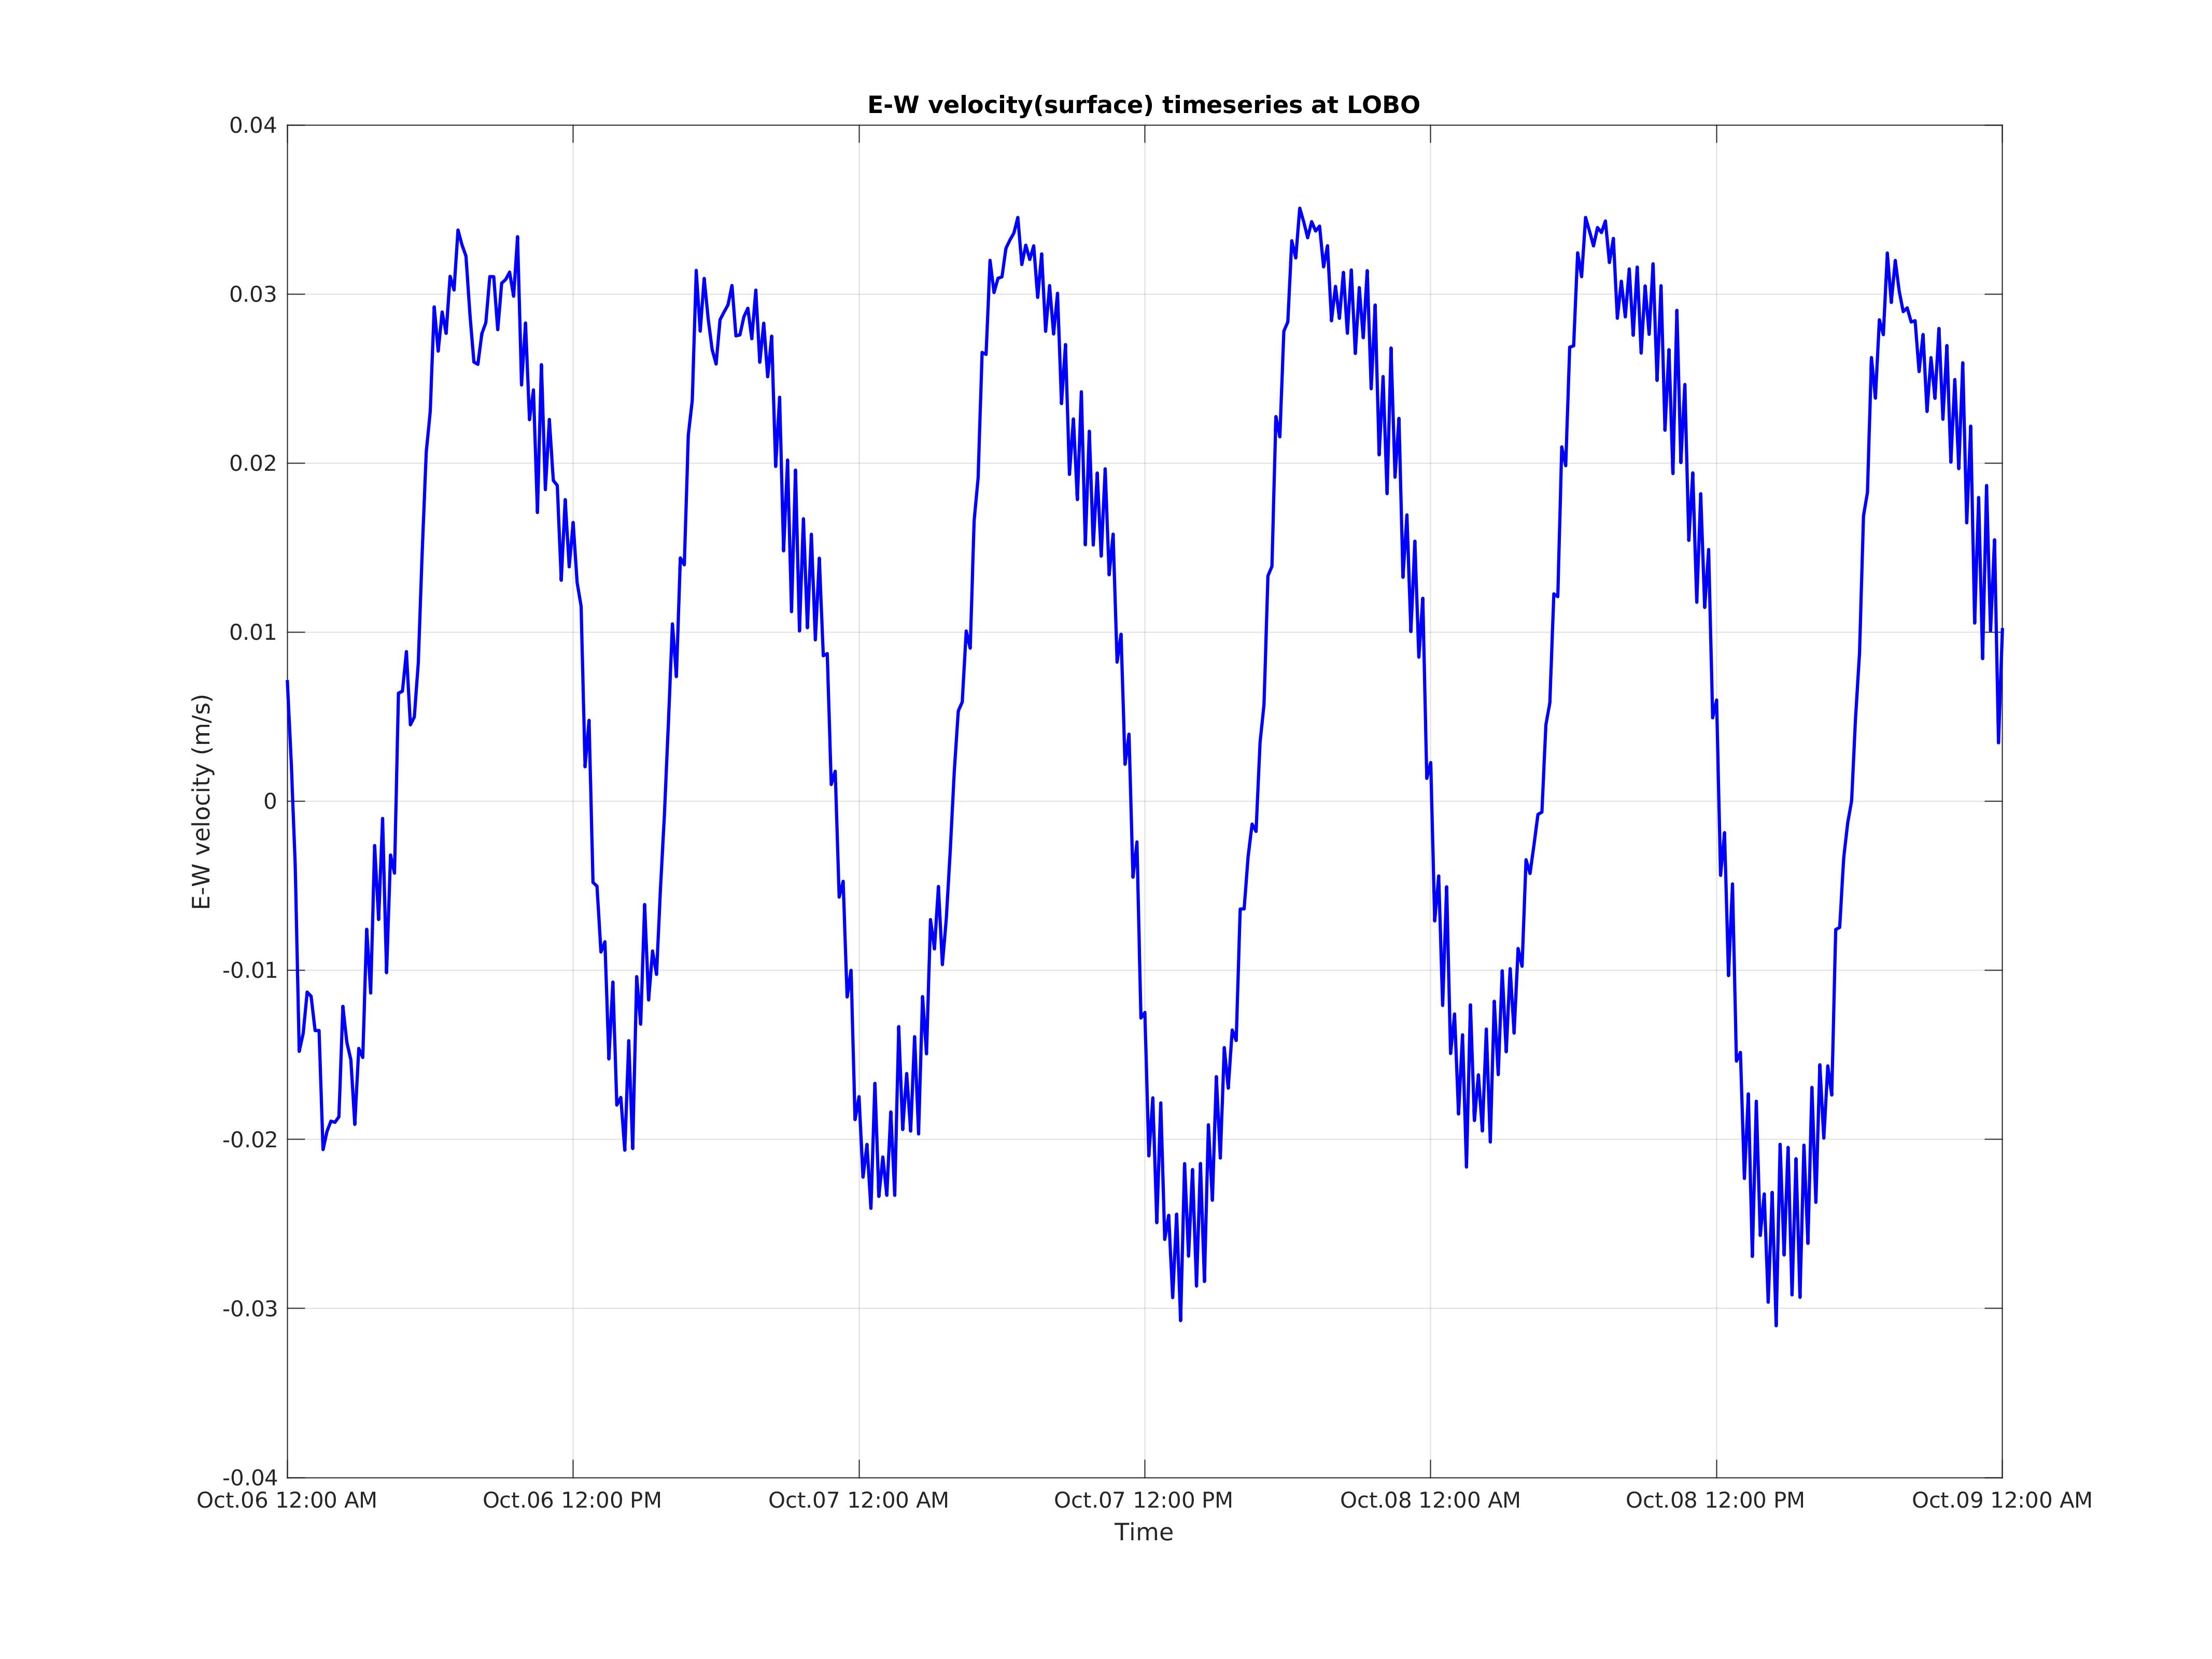 E-W velocity(surface) timeseries at LOBO
0.04
0.03
0.02
0.01
0
-0.01
-0.02
-0.03
-0.04
E-W velocity (m/s)
Oct.06 12:00 AM
Oct.06 12:00 PM
Oct.07 12:00 AM
Oct.07 12:00 PM
Oct.08 12:00 AM
Oct.08 12:00 PM
Oct.09 12:00 AM
Time